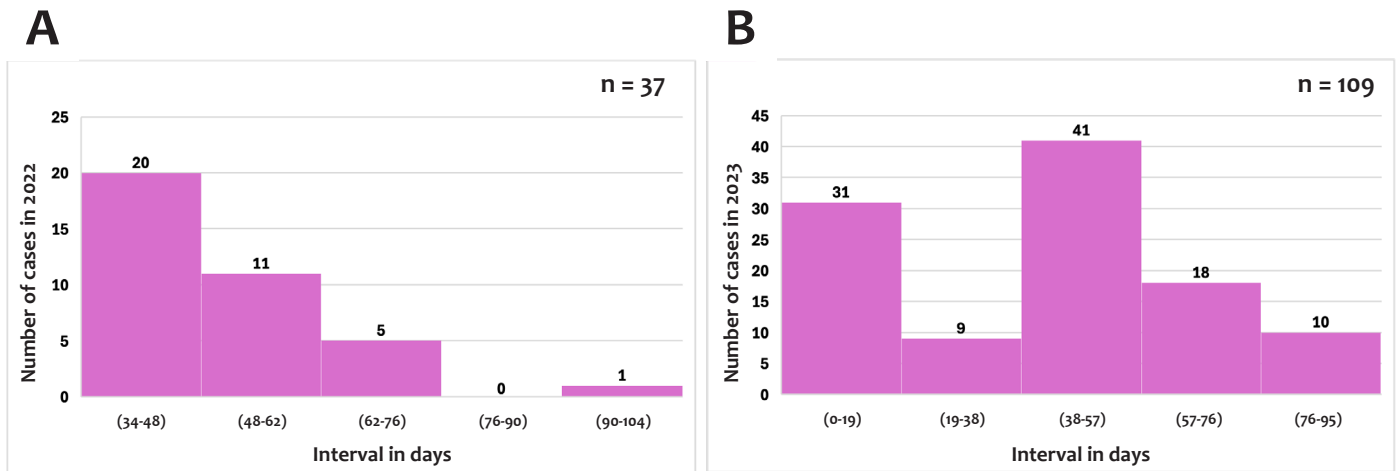 A
n = 37
Number of cases in 2022
25
20
15
10
5
0
20
11
5
0
1
(34-48) (48-62) (62-76) (76-90) (90-104)
Interval in days
B
n = 109
Number of cases in 2023
45
40
35
30
25
20
15
10
5
0
31
9
41
18
10
(0-19) (19-38) (38-57) (57-76) (76-95)
Interval in days